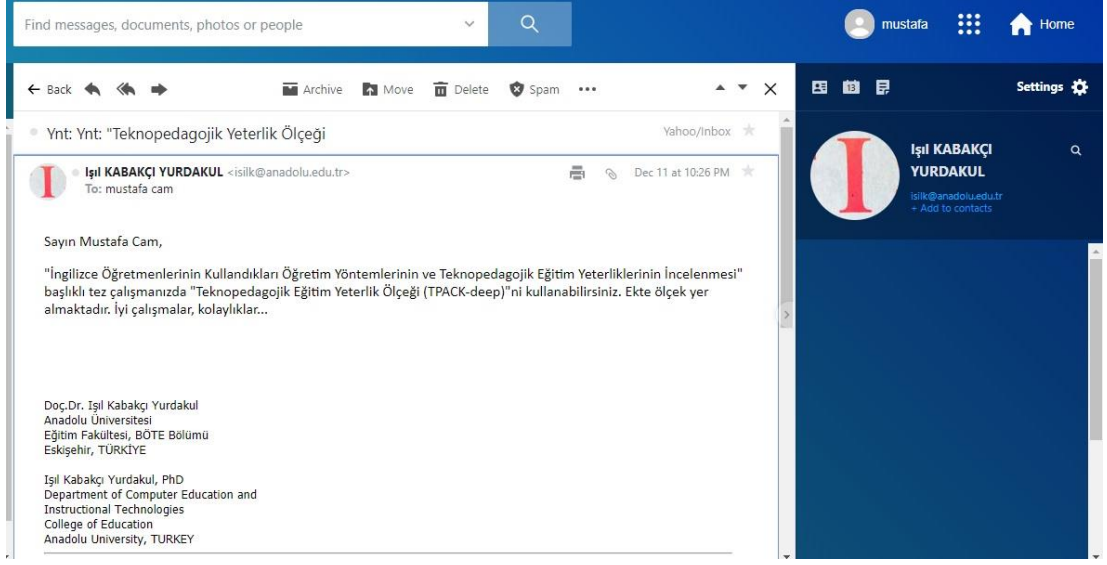 Find messages, documents, photos or people
mustafa
Home
Back
Archive
Move
Delete
Spam
13
Settings
Ynt: Ynt: "Teknopedagojik Yeterlik Ölçeği
Yahoo/Inbox
I
Işıl KABAKÇI YURDAKUL <isilk@anadolu.edu.tr>
To: mustafa cam
Dec 11 at 10:26 PM
I
Işıl KABAKÇI
YURDAKUL
isilk@anadolu.edu.tr
+ Add to contacts
Sayın Mustafa Cam,
"İngilizce Öğretmenlerinin Kullandıkları Öğretim Yöntemlerinin ve Teknopedagojik Eğitim Yeterliklerinin İncelenmesi"
başlıklı tez çalışmanızda "Teknopedagojik Eğitim Yeterlik Ölçeği (TPACK-deep)"ni kullanabilirsiniz. Ekte ölçek yer
almaktadır. İyi çalışmalar, kolaylıklar...
Doç.Dr. Işıl Kabakçı Yurdakul
Anadolu Üniversitesi
Eğitim Fakültesi, BÖTE Bölümü
Eskişehir, TÜRKİYE
Işıl Kabakçı Yurdakul, PhD
Department of Computer Education and
Instructional Technologies
College of Education
Anadolu University, TURKEY